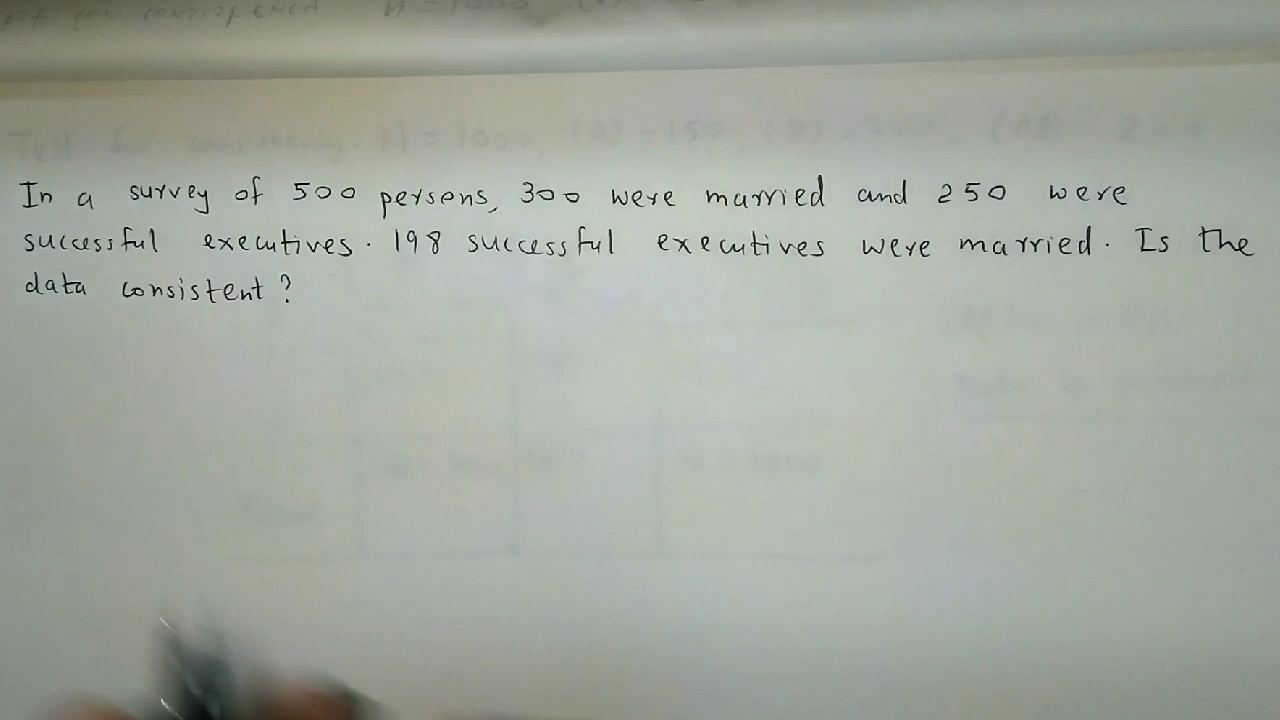 In a survey of 500 persons, 300 were married and 250 were
successful executives. 198 successful executives were married. Is the
data consistent?